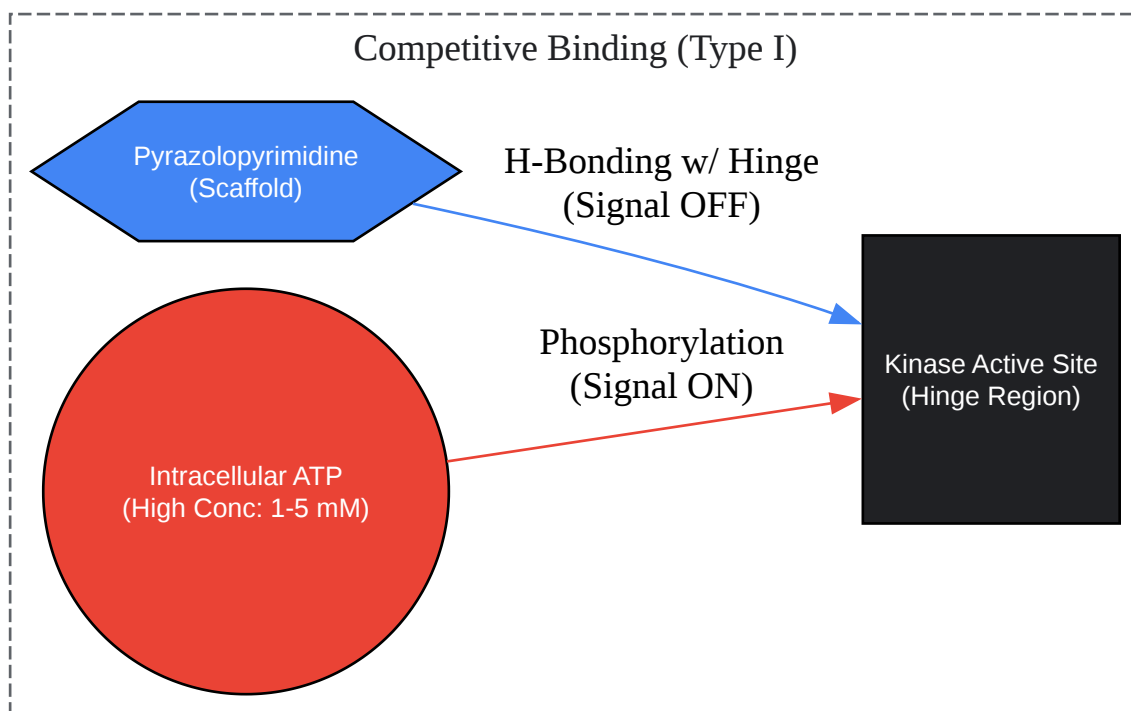 Competitive Binding (Type I)
Pyrazolopyrimidine
(Scaffold)
H-Bonding w/ Hinge
(Signal OFF)
Phosphorylation
(Signal ON)
Kinase Active Site
(Hinge Region)
Intracellular ATP
(High Conc: 1-5 mM)